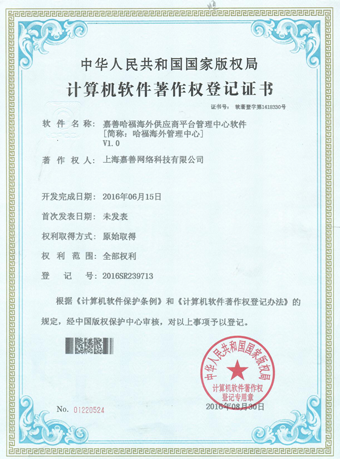 中华人民共和国国家版权局
计算机软件著作权登记证书
证书号: 软著登字第1418330号
软件名称: 嘉善哈福海外供应商平台管理中心软件
[简称: 哈福海外管理中心]
V1.0
著作权人: 上海嘉善网络科技有限公司
开发完成日期: 2016年06月15日
首次发表日期: 未发表
权利取得方式: 原始取得
权利范围: 全部权利
登记号: 2016SR239713
根据《计算机软件保护条例》和《计算机软件著作权登记办法》的
规定, 经中国版权保护中心审核, 对以上事项予以登记。
中华人民共和国国家版权局
计算机软件著作权
登记专用章
2016年08月30日
No. 01220524